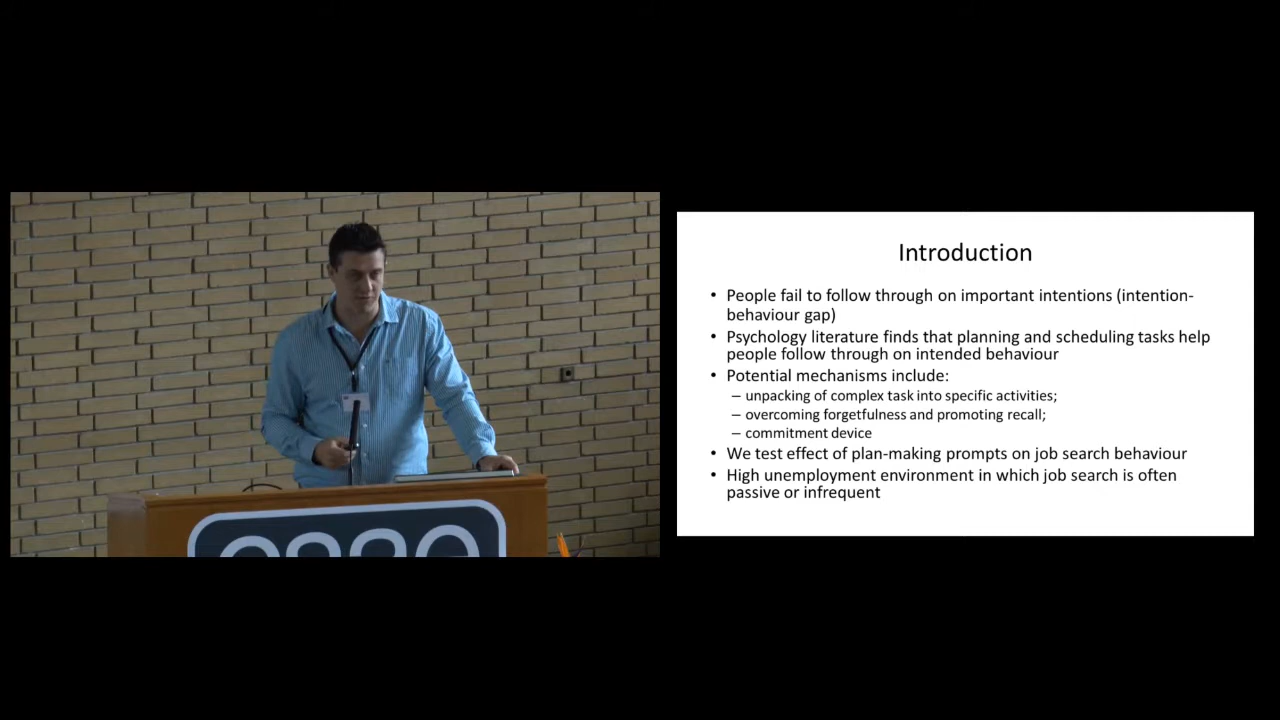 Introduction
• People fail to follow through on important intentions (intention-
behaviour gap)
• Psychology literature finds that planning and scheduling tasks help
people follow through on intended behaviour
• Potential mechanisms include:
– unpacking of complex task into specific activities;
– overcoming forgetfulness and promoting recall;
– commitment device
• We test effect of plan-making prompts on job search behaviour
• High unemployment environment in which job search is often
passive or infrequent